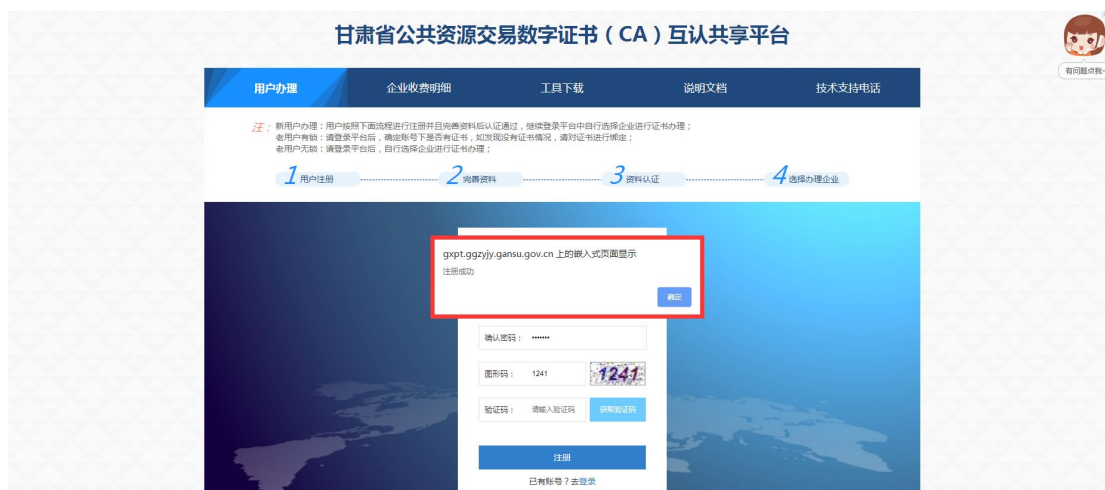 甘肃省公共资源交易数字证书（CA）互认共享平台
有问题点我
用户办理 企业收费明细 工具下载 说明文档 技术支持电话
注：新用户办理：用户按照下面流程进行注册并且完善资料后认证通过，继续登录平台中自行选择企业进行证书办理；
老用户有锁：请登录平台后，确定账号下是否有证书，如发现没有证书情况，请对证书进行绑定；
老用户无锁：请登录平台后，自行选择企业进行证书办理；
1 用户注册 2 完善资料 3 资料认证 4 选择办理企业
gxpt.ggzyjy.gansu.gov.cn 上的嵌入式页面显示
注册成功
确定
确认密码： •••••••
图形码： 1241 1241
验证码： 请输入验证码 获取验证码
注册
已有账号？去登录